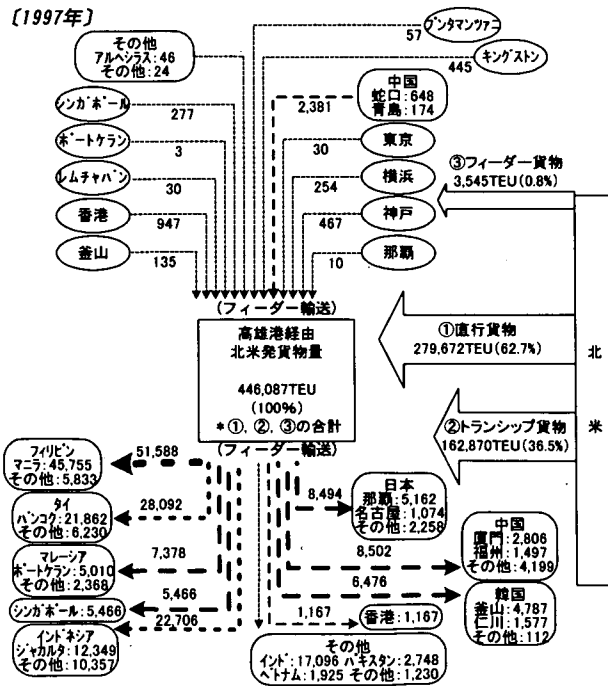 〔1997年〕
その他
アルヘシラス:46
その他:24
57
ブンタマンツァニ
445
キングストン
シンガポール
277
ポートケラン
3
レムチャバン
30
香港
947
釜山
135
2,381
中国
蛇口:648
青島:174
30
東京
254
横浜
467
神戸
10
那覇
③フィーダー貨物
3,545TEU(0.8%)
(フィーダー輸送)
高雄港経由
北米発貨物量
446,087TEU
(100%)
*①,②,③の合計
(フィーダー輸送)
①直行貨物
279,672TEU(62.7%)
②トランシップ貨物
162,870TEU(36.5%)
北
米
フィリピン
マニラ:45,755
その他:5,833
51,588
タイ
バンコク:21,862
その他:6,230
28,092
マレーシア
ポートケラン:5,010
その他:2,368
7,378
シンガポール:5,466
5,466
インドネシア
ジャカルタ:12,349
その他:10,357
22,706
8,494
日本
那覇:5,162
名古屋:1,074
その他:2,258
8,502
中国
廈門:2,806
福州:1,497
その他:4,199
6,476
韓国
釜山:4,787
仁川:1,577
その他:112
1,167
香港:1,167
その他
インド:17,096 パキスタン:2,748
ベトナム:1,925 その他:1,230